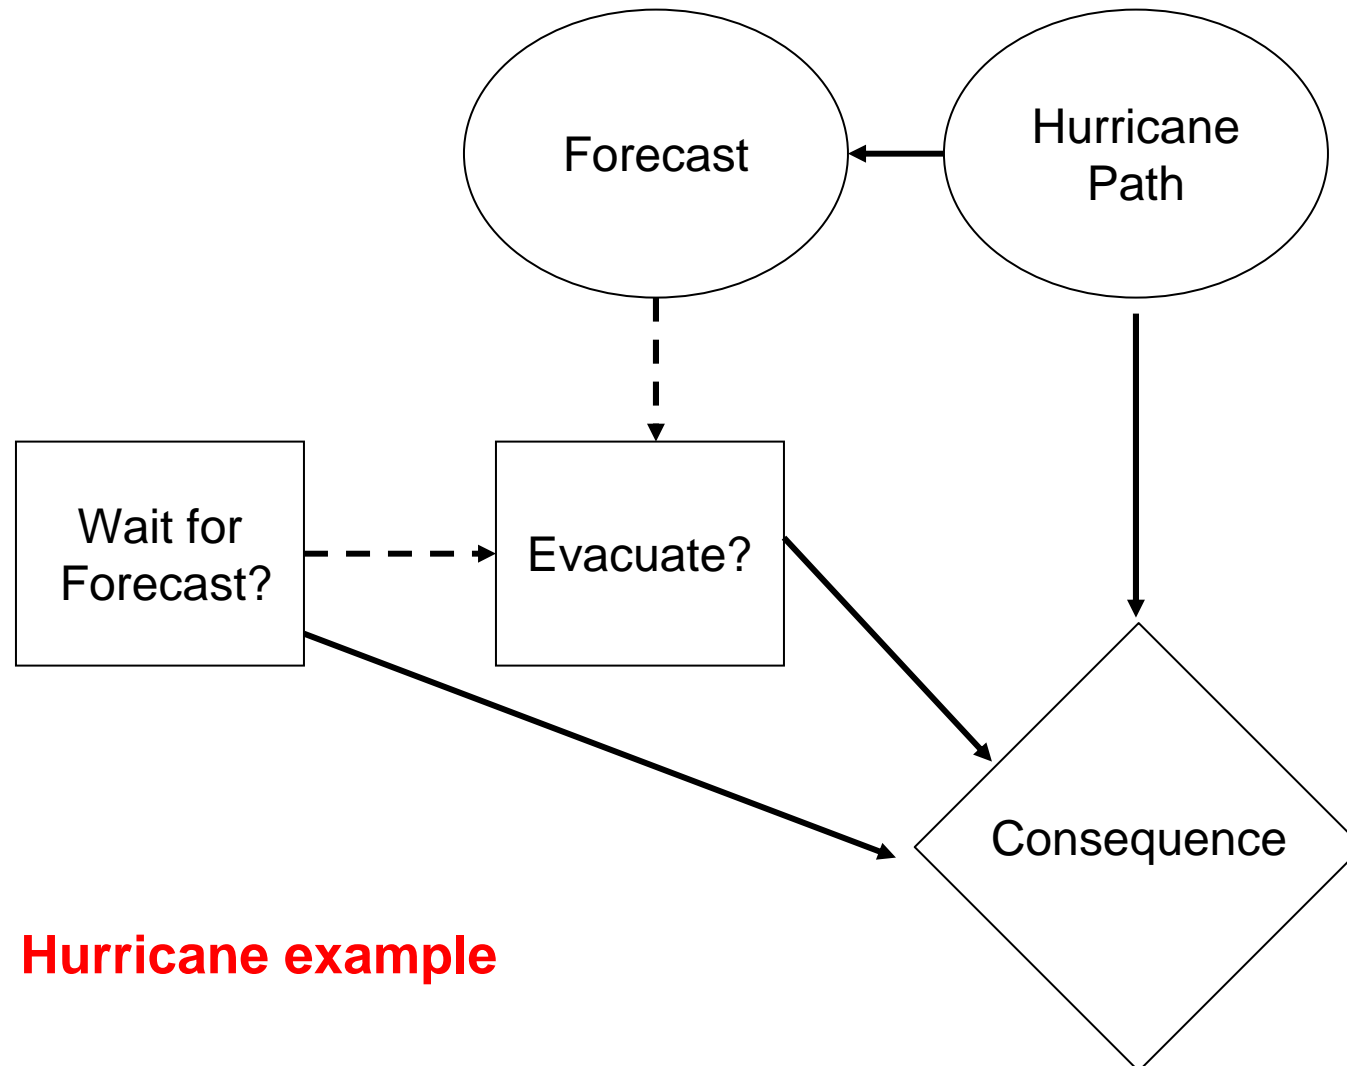 Forecast
Hurricane
Path
Wait for
Forecast?
Evacuate?
Consequence
Hurricane example